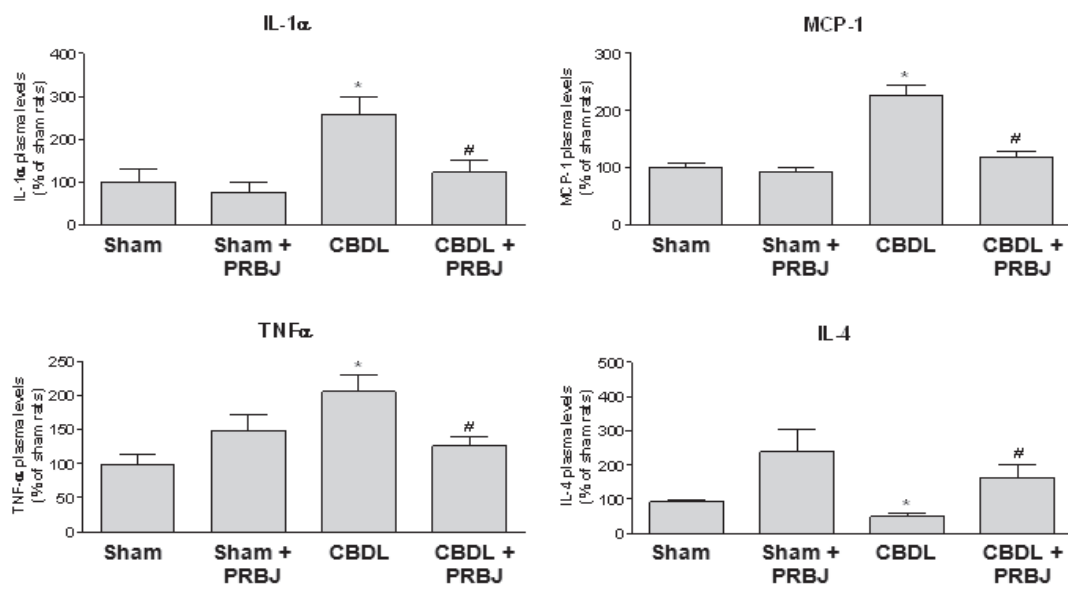 IL-1α
IL-1α plasma levels
(% of sham rats)
400
300
200
100
0
*
#
Sham
Sham +
PRBJ
CBDL
CBDL +
PRBJ
MCP-1
MCP-1 plasma levels
(% of sham rats)
300
200
100
0
*
#
Sham
Sham +
PRBJ
CBDL
CBDL +
PRBJ
TNFα
TNF-α plasma levels
(% of sham rats)
250
200
150
100
50
0
*
#
Sham
Sham +
PRBJ
CBDL
CBDL +
PRBJ
IL-4
IL-4 plasma levels
(% of sham rats)
500
400
300
200
100
0
*
#
Sham
Sham +
PRBJ
CBDL
CBDL +
PRBJ